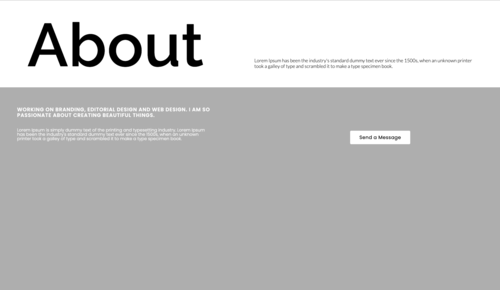 About
Lorem Ipsum has been the industry's standard dummy text ever since the 1500s, when an unknown printer
took a galley of type and scrambled it to make a type specimen book.
WORKING ON BRANDING, EDITORIAL DESIGN AND WEB DESIGN. I AM SO
PASSIONATE ABOUT CREATING BEAUTIFUL THINGS.
Lorem Ipsum is simply dummy text of the printing and typesetting industry. Lorem Ipsum
has been the industry's standard dummy text ever since the 1500s, when an unknown
printer took a galley of type and scrambled it to make a type specimen book.
Send a Message